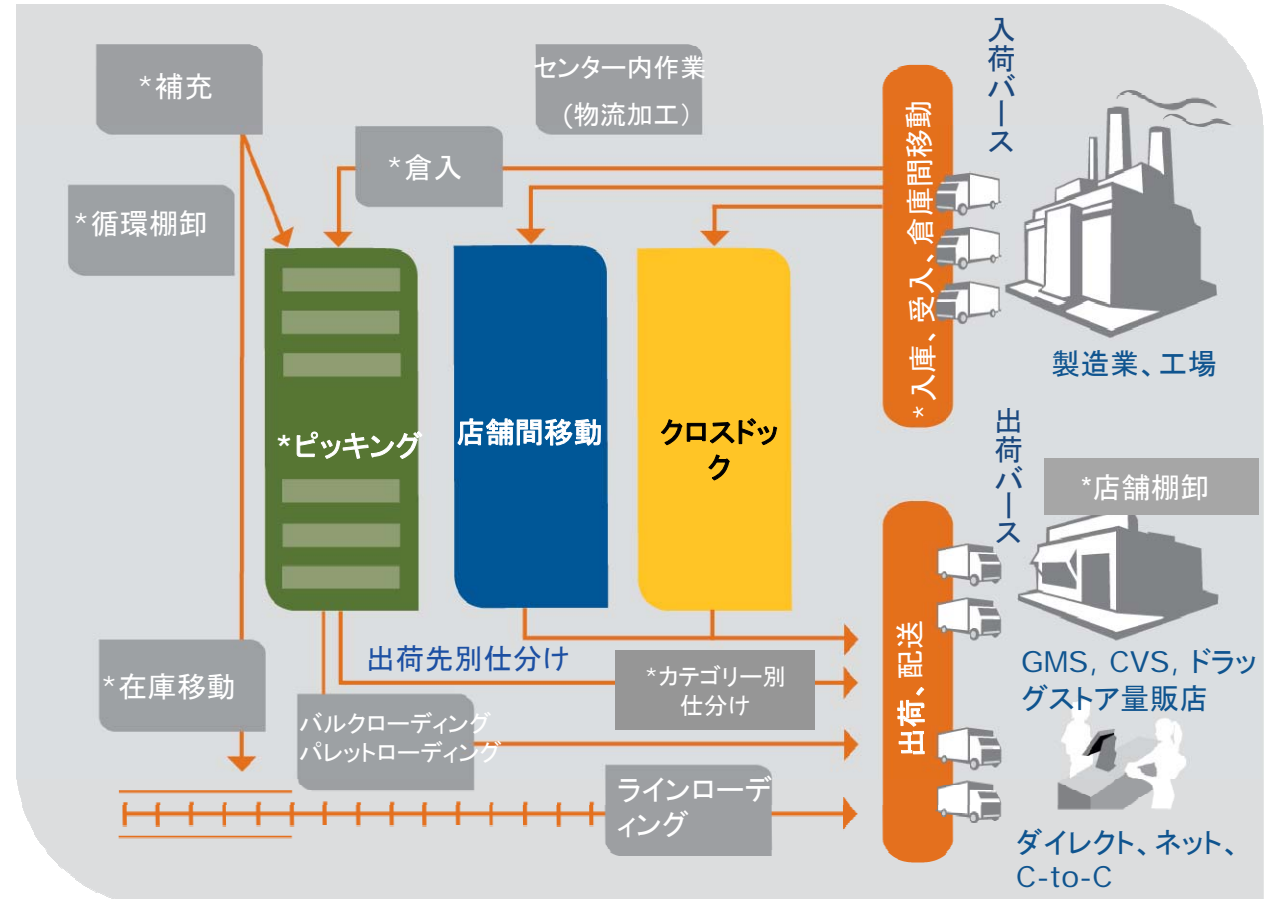 *補充
センター内作業
(物流加工）
*倉入
*循環棚卸
*入庫、受入、倉庫間移動
入荷バース
製造業、工場
*ピッキング
店舗間移動
クロスドッ
ク
出荷バース
*店舗棚卸
出荷先別仕分け
*在庫移動
*カテゴリー別
仕分け
出荷、配送
GMS, CVS, ドラッ
グストア量販店
バルクローディング
パレットローディング
ラインローデ
ィング
ダイレクト、ネット、
C-to-C